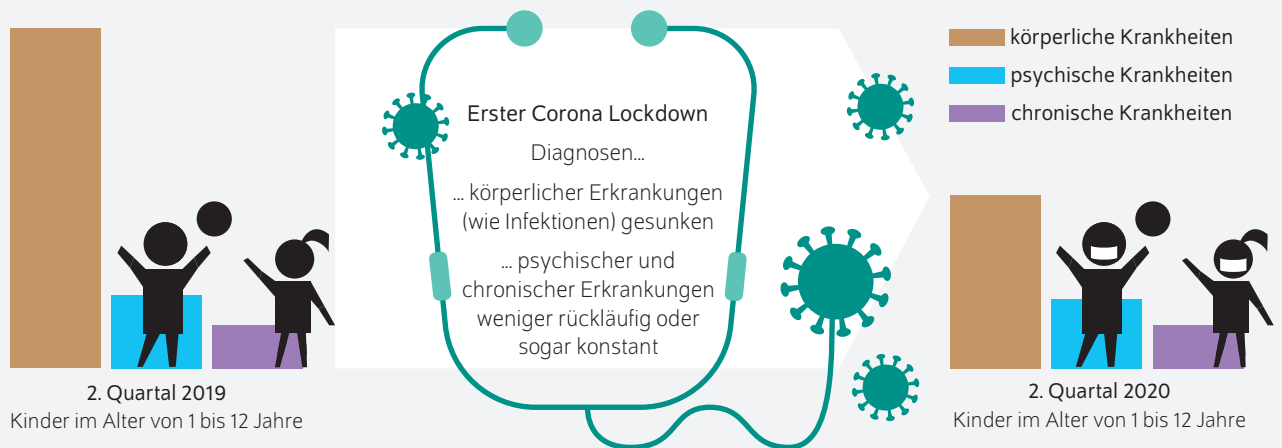 Erster Corona Lockdown
Diagnosen...
... körperlicher Erkrankungen
(wie Infektionen) gesunken
... psychischer und
chronischer Erkrankungen
weniger rückläufig oder
sogar konstant
körperliche Krankheiten
psychische Krankheiten
chronische Krankheiten
2. Quartal 2019
Kinder im Alter von 1 bis 12 Jahre
2. Quartal 2020
Kinder im Alter von 1 bis 12 Jahre